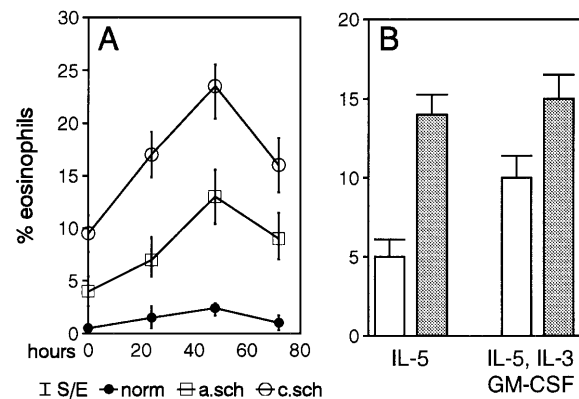 A
B
% eosinophils
30
25
20
15
10
5
0
hours
0 20 40 60 80
20
15
10
5
0
IL-5
IL-5, IL-3
GM-CSF
S/E norm a.sch c.sch